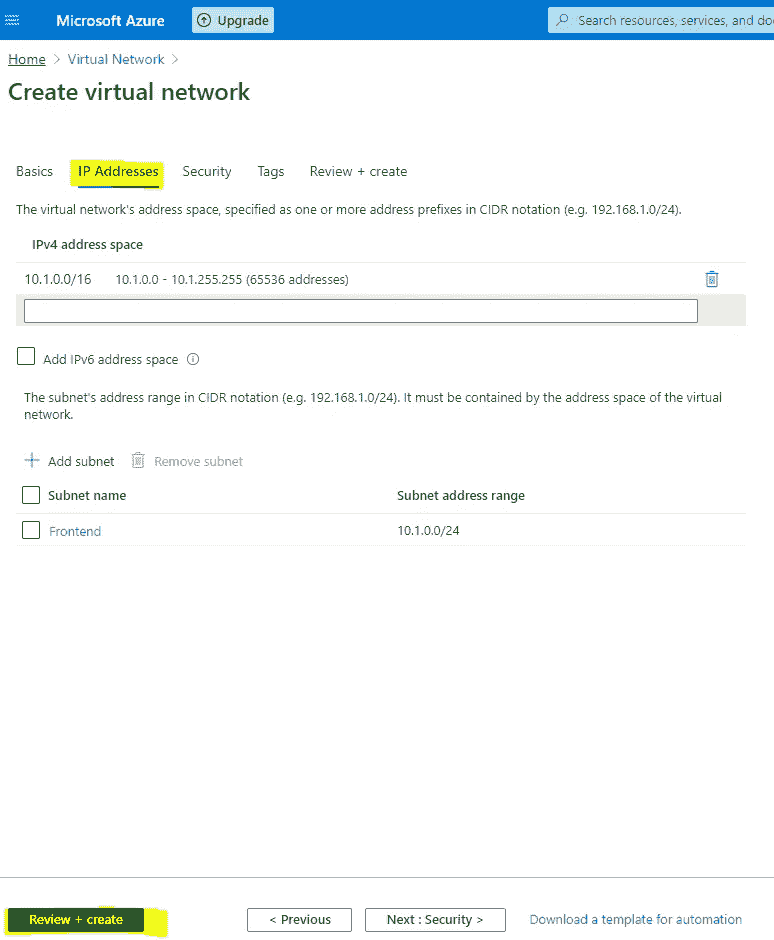 Microsoft Azure Upgrade Search resources, services, and do
Home > Virtual Network >
Create virtual network
Basics IP Addresses Security Tags Review + create
The virtual network's address space, specified as one or more address prefixes in CIDR notation (e.g. 192.168.1.0/24).
IPv4 address space
10.1.0.0/16 10.1.0.0 - 10.1.255.255 (65536 addresses)
Add IPv6 address space
The subnet's address range in CIDR notation (e.g. 192.168.1.0/24). It must be contained by the address space of the virtual
network.
Add subnet Remove subnet
Subnet name Subnet address range
Frontend 10.1.0.0/24
Review + create < Previous Next : Security > Download a template for automation